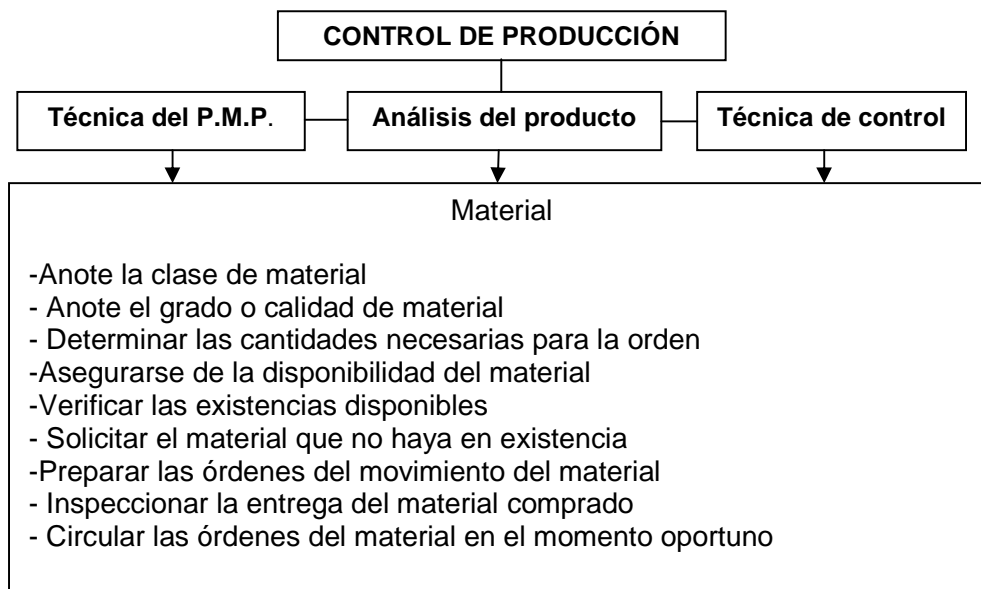 CONTROL DE PRODUCCIÓN
Técnica del P.M.P.
Análisis del producto
Técnica de control
Material
-Anote la clase de material
- Anote el grado o calidad de material
- Determinar las cantidades necesarias para la orden
-Asegurarse de la disponibilidad del material
-Verificar las existencias disponibles
- Solicitar el material que no haya en existencia
-Preparar las órdenes del movimiento del material
- Inspeccionar la entrega del material comprado
- Circular las órdenes del material en el momento oportuno